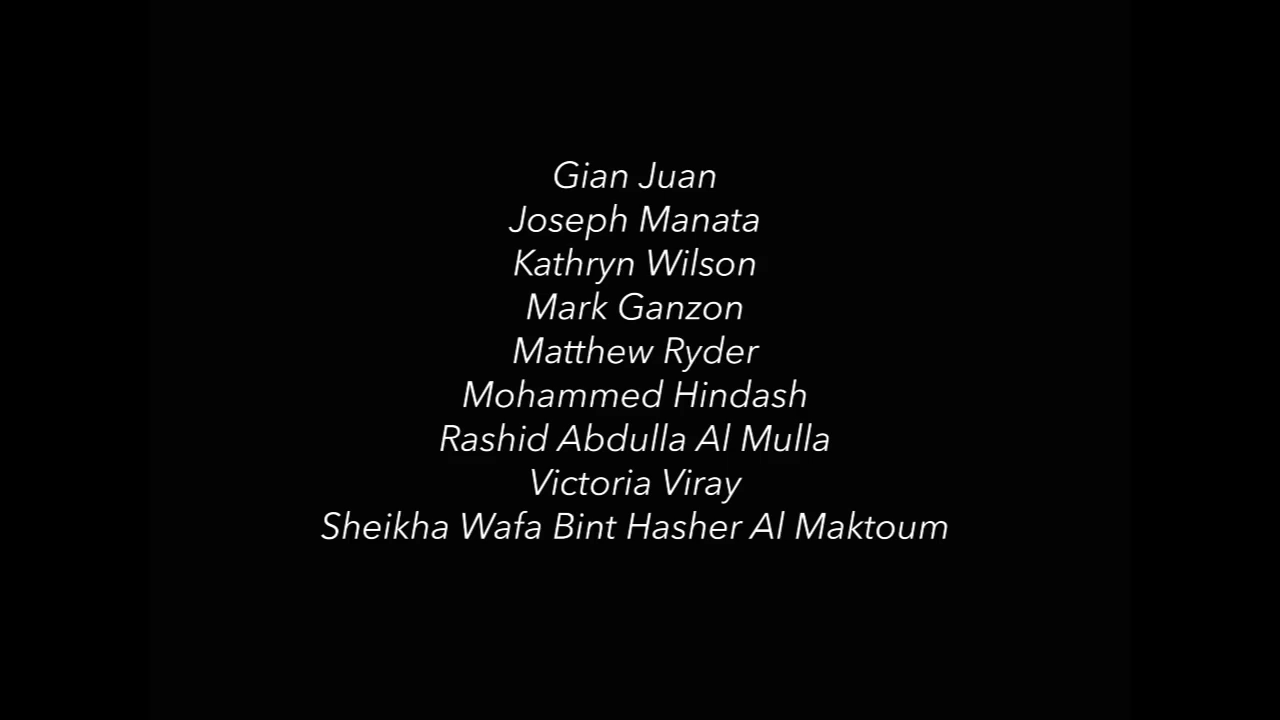 Gian Juan
Joseph Manata
Kathryn Wilson
Mark Ganzon
Matthew Ryder
Mohammed Hindash
Rashid Abdulla Al Mulla
Victoria Viray
Sheikha Wafa Bint Hasher Al Maktoum